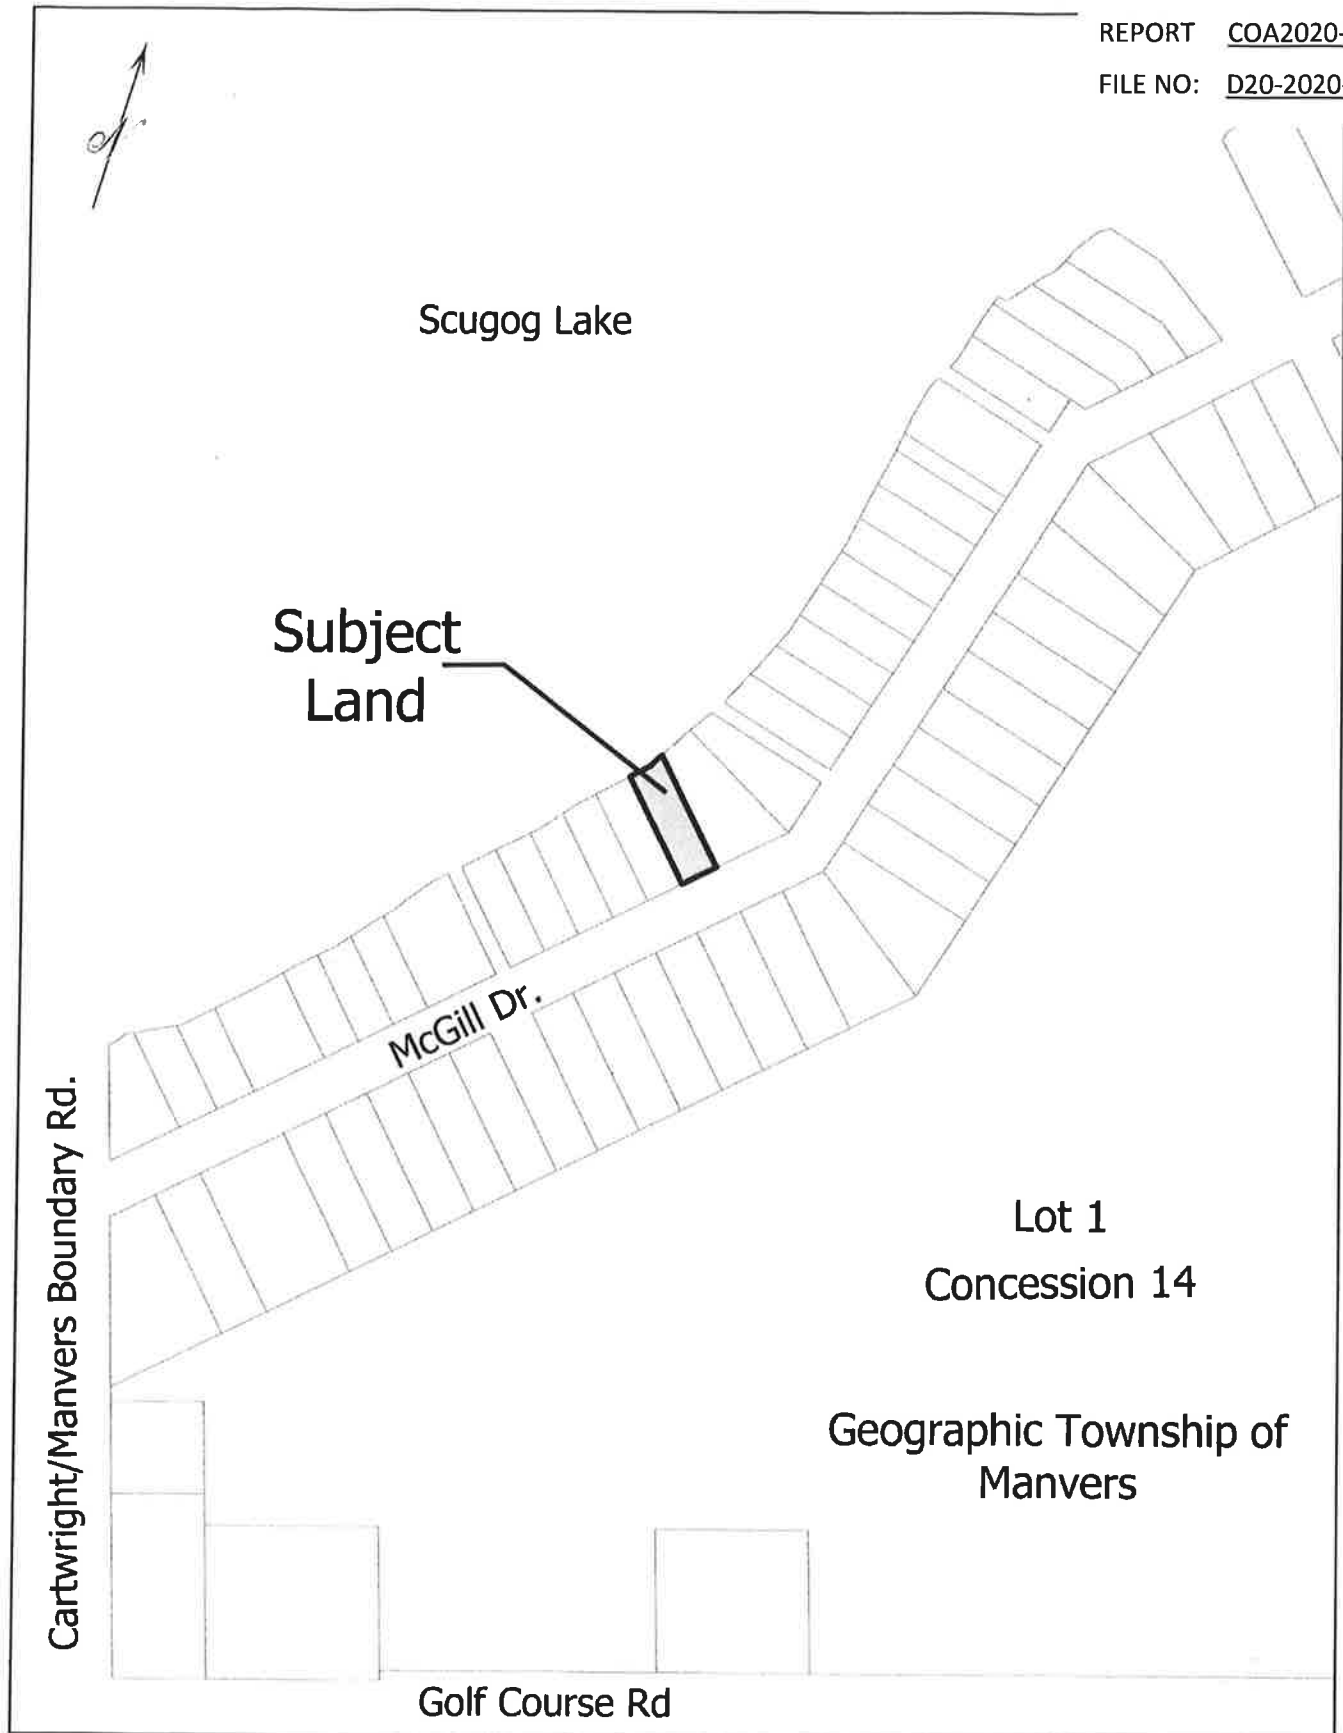 REPORT COA2020-
FILE NO: D20-2020-
Scugog Lake
Subject
Land
McGill Dr.
Cartwright/Manvers Boundary Rd.
Lot 1
Concession 14
Geographic Township of
Manvers
Golf Course Rd